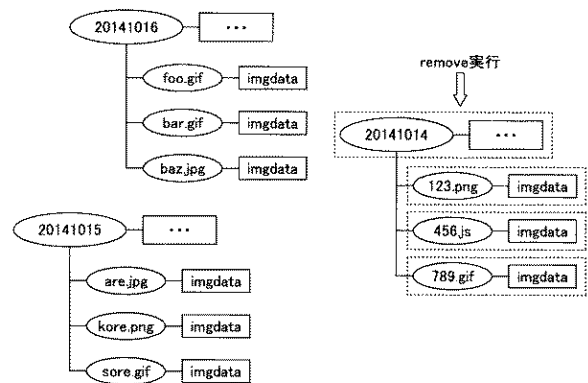 20141016
...
foo.gif
imgdata
bar.gif
imgdata
baz.jpg
imgdata
20141015
...
are.jpg
imgdata
kore.png
imgdata
sore.gif
imgdata
remove実行
20141014
...
123.png
imgdata
456.js
imgdata
789.gif
imgdata